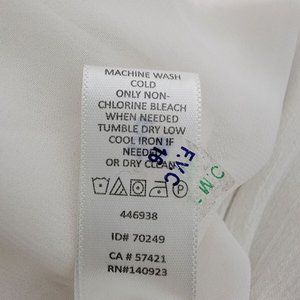 MACHINE WASH
COLD
ONLY NON-
CHLORINE BLEACH
WHEN NEEDED
TUMBLE DRY LOW
COOL IRON IF
NEEDED
OR DRY CLEAN
446938
ID# 70249
CA # 57421
RN#140923
F.V.C
16
C.M.